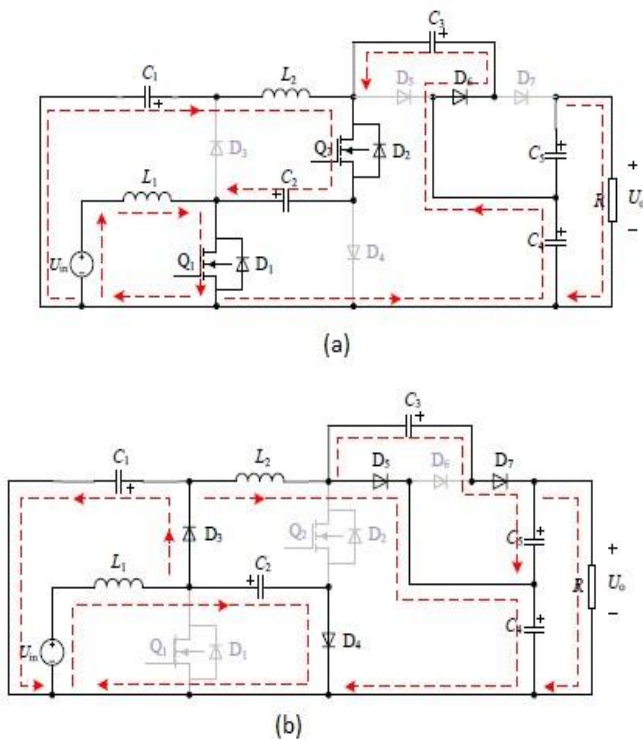 C3
C1
L2
D5
D6
D7
Q2
D2
D3
C5
L1
C2
R
Uo
Uin
Q1
D1
C4
D4
(a)
C3
C1
L2
D5
D6
D7
Q2
D2
D3
C5
L1
C2
R
Uo
Uin
Q1
D1
D4
C4
(b)